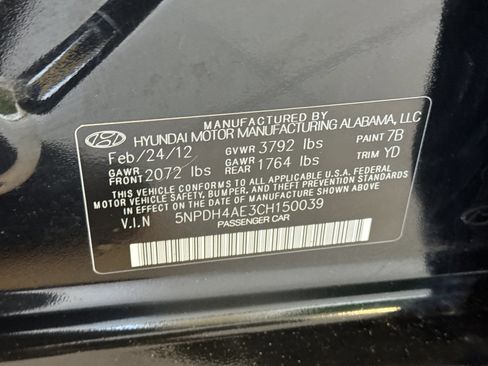 MANUFACTURED BY
HYUNDAI MOTOR MANUFACTURING ALABAMA, LLC
Feb/24/12 GVWR 3792 lbs PAINT 7B
GAWR FRONT 2072 lbs GAWR REAR 1764 lbs TRIM YD
THIS VEHICLE CONFORMS TO ALL APPLICABLE U.S. FEDERAL
MOTOR VEHICLE SAFETY, BUMPER, AND THEFT PREVENTION
STANDARDS IN EFFECT ON THE DATE OF MANUFACTURE SHOWN ABOVE.
V.I.N 5NPDH4AE3CH150039
PASSENGER CAR